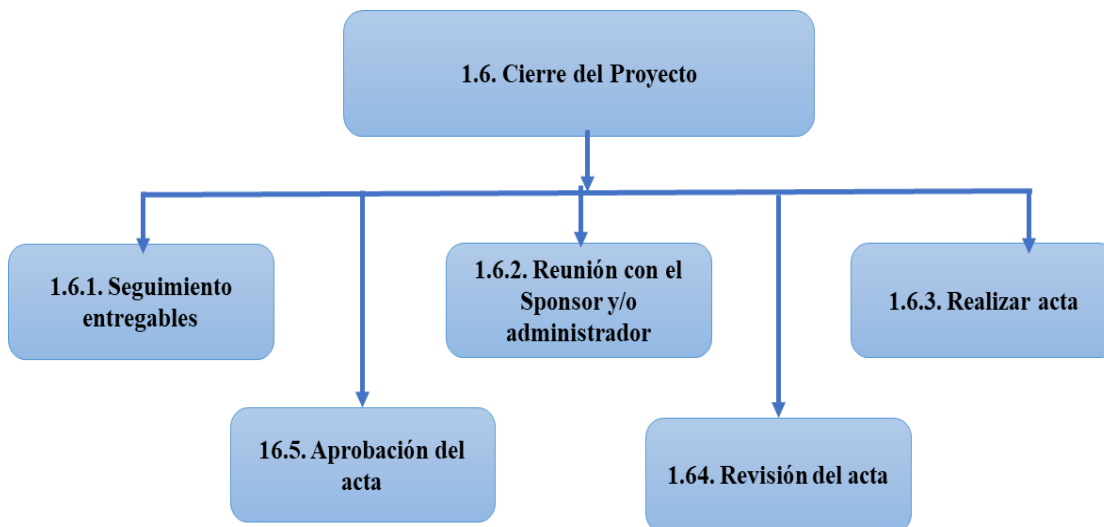 1.6. Cierre del Proyecto
1.6.1. Seguimiento
entregables
1.6.2. Reunión con el
Sponsor y/o
administrador
1.6.3. Realizar acta
16.5. Aprobación del
acta
1.64. Revisión del acta